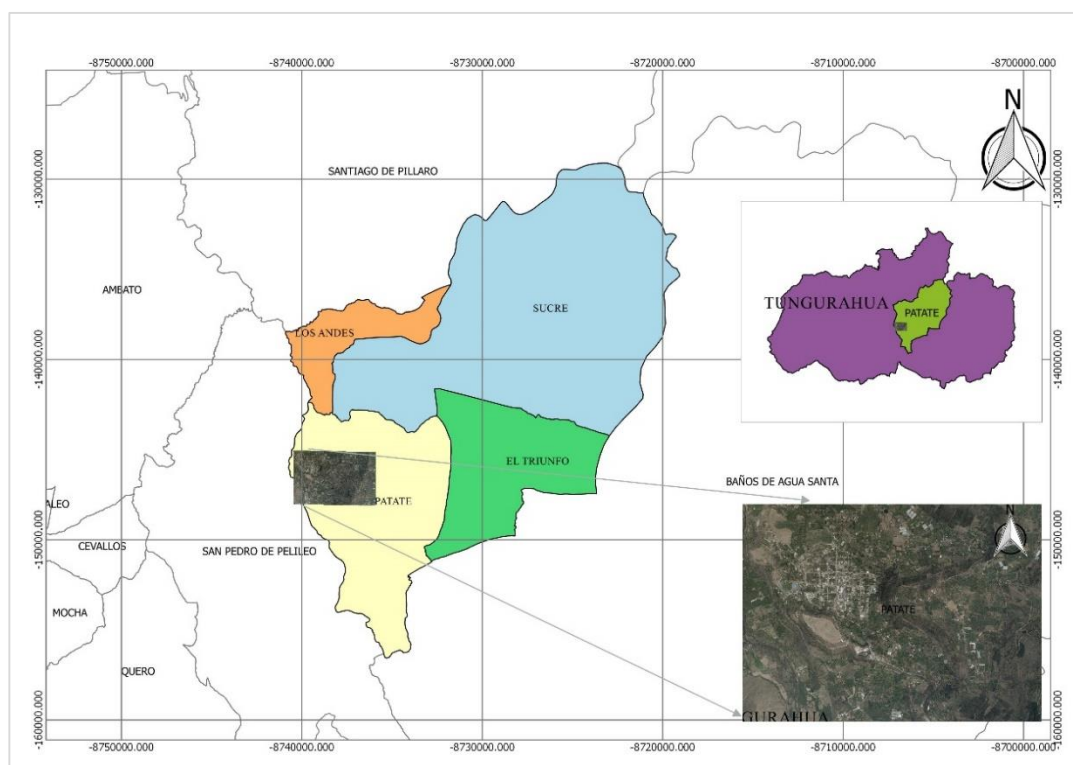 -8750000.000 -8740000.000 -8730000.000 -8720000.000 -8710000.000 -8700000.000
N
-130000.000
SANTIAGO DE PILLARO
-130000.000
AMBATO
TUNGURAHUA
PATATE
SUCRE
LOS ANDES
-140000.000
-140000.000
EL TRIUNFO
BAÑOS DE AGUA SANTA
PATATE
ALEO
N
CEVALLOS
SAN PEDRO DE PELILEO
-150000.000
-150000.000
MOCHA
PATATE
QUERO
GURAHUA
-160000.000
-160000.000
-8750000.000 -8740000.000 -8730000.000 -8720000.000 -8710000.000 -8700000.000